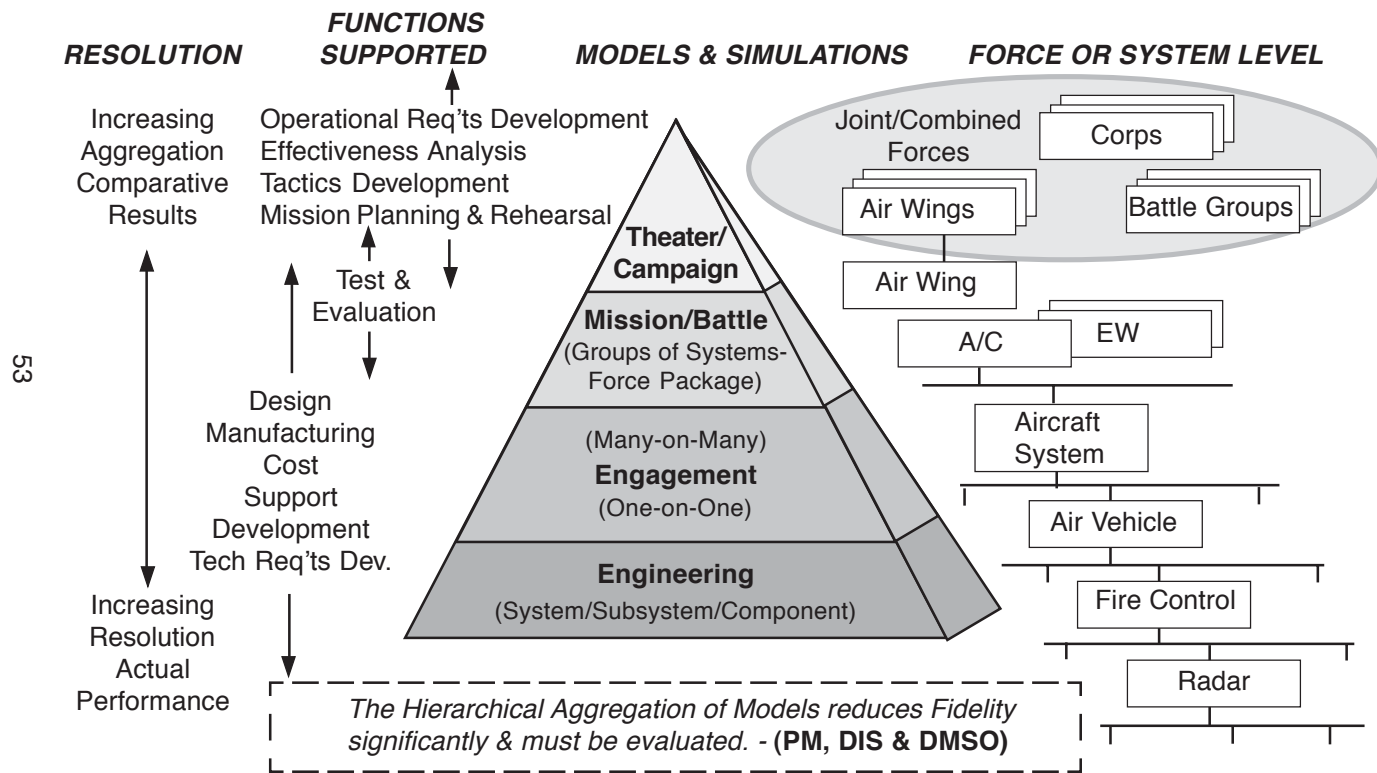 RESOLUTION
FUNCTIONS
SUPPORTED
MODELS & SIMULATIONS
FORCE OR SYSTEM LEVEL
Increasing
Aggregation
Comparative
Results
Increasing
Resolution
Actual
Performance
Operational Req'ts Development
Effectiveness Analysis
Tactics Development
Mission Planning & Rehearsal
Test &
Evaluation
Design
Manufacturing
Cost
Support
Development
Tech Req'ts Dev.
Theater/
Campaign
Mission/Battle
(Groups of Systems-
Force Package)
(Many-on-Many)
Engagement
(One-on-One)
Engineering
(System/Subsystem/Component)
Joint/Combined
Forces
Corps
Air Wings
Battle Groups
Air Wing
A/C
EW
Aircraft
System
Air Vehicle
Fire Control
Radar
The Hierarchical Aggregation of Models reduces Fidelity
significantly & must be evaluated. - (PM, DIS & DMSO)
53